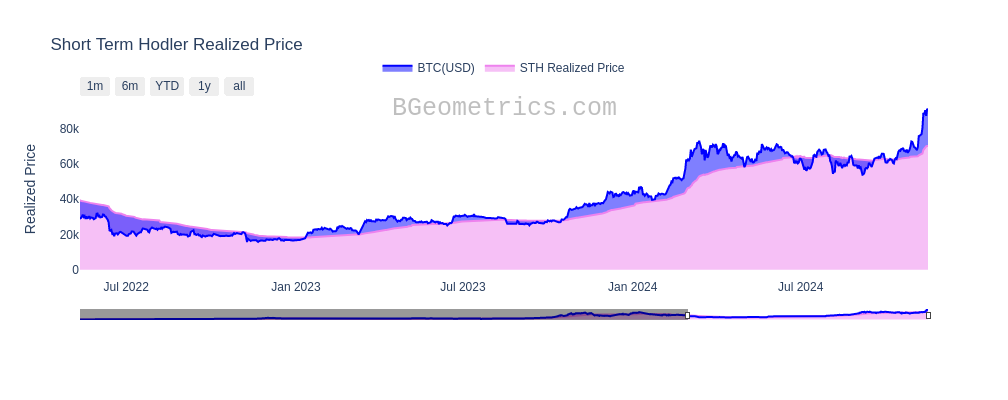 Short Term Hodler Realized Price
BTC(USD) STH Realized Price
1m 6m YTD 1y all
BGeometrics.com
Realized Price
80k
60k
40k
20k
0
Jul 2022 Jan 2023 Jul 2023 Jan 2024 Jul 2024